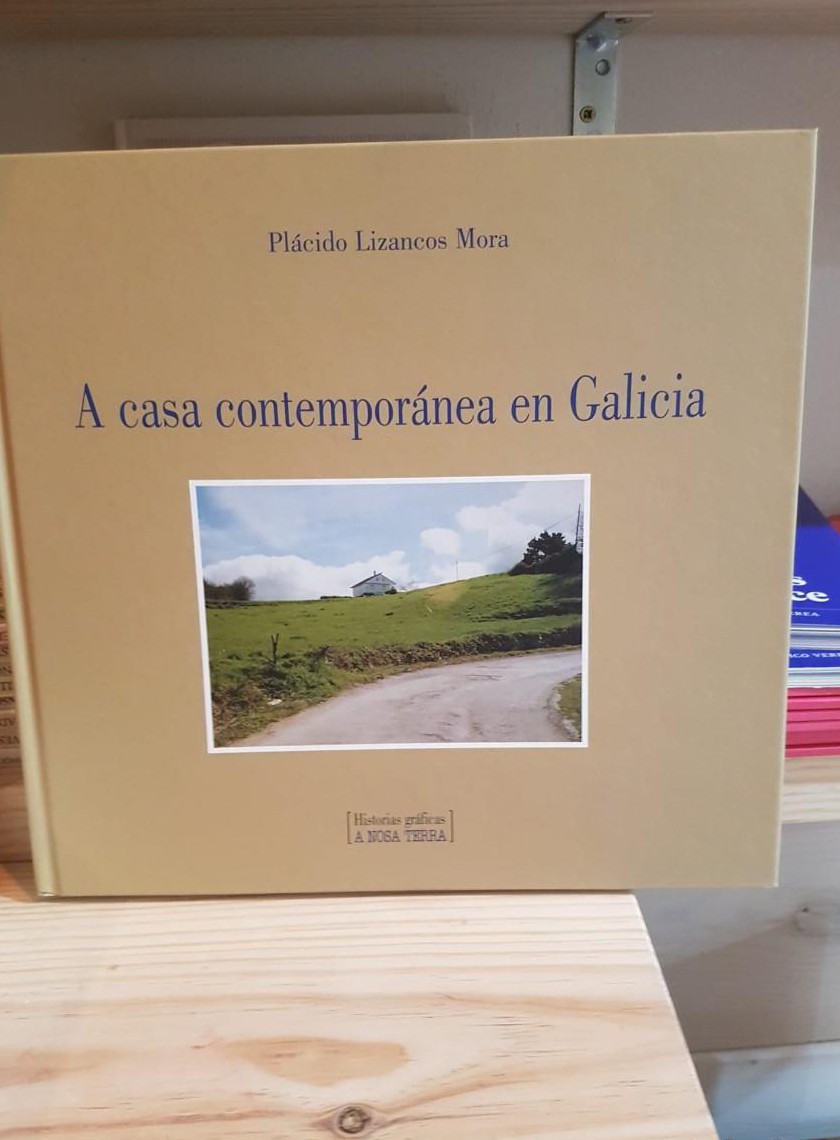 Plácido Lizancos Mora
A casa contemporánea en Galicia
[Historias gráficas
A NOSA TERRA]